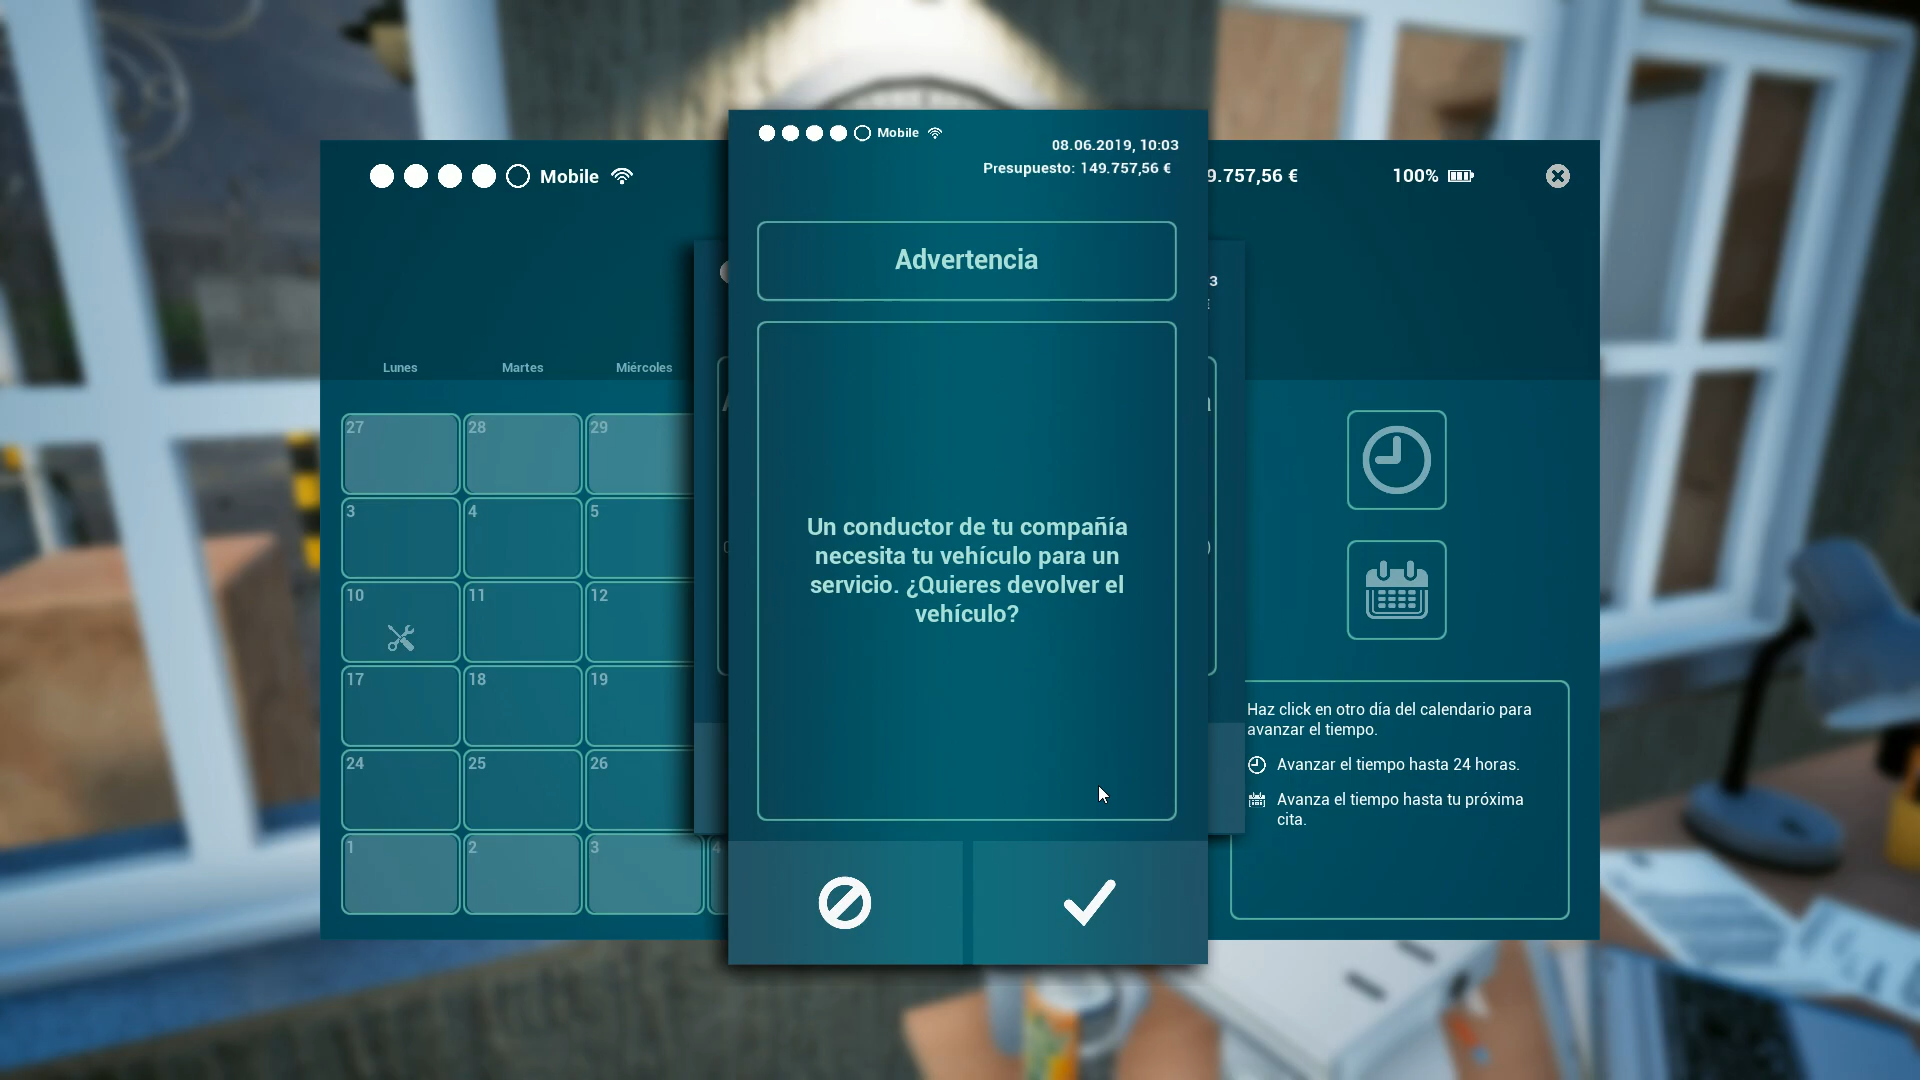 Mobile
08.06.2019, 10:03
Presupuesto: 149.757,56 €
Mobile
9.757,56 €
100%
Advertencia
Lunes
Martes
Miércoles
Un conductor de tu compañía
necesita tu vehículo para un
servicio. ¿Quieres devolver el
vehículo?
27
28
29
3
4
5
10
11
12
17
18
19
24
25
26
1
2
3
4
Haz click en otro día del calendario para
avanzar el tiempo.
Avanzar el tiempo hasta 24 horas.
Avanza el tiempo hasta tu próxima
cita.